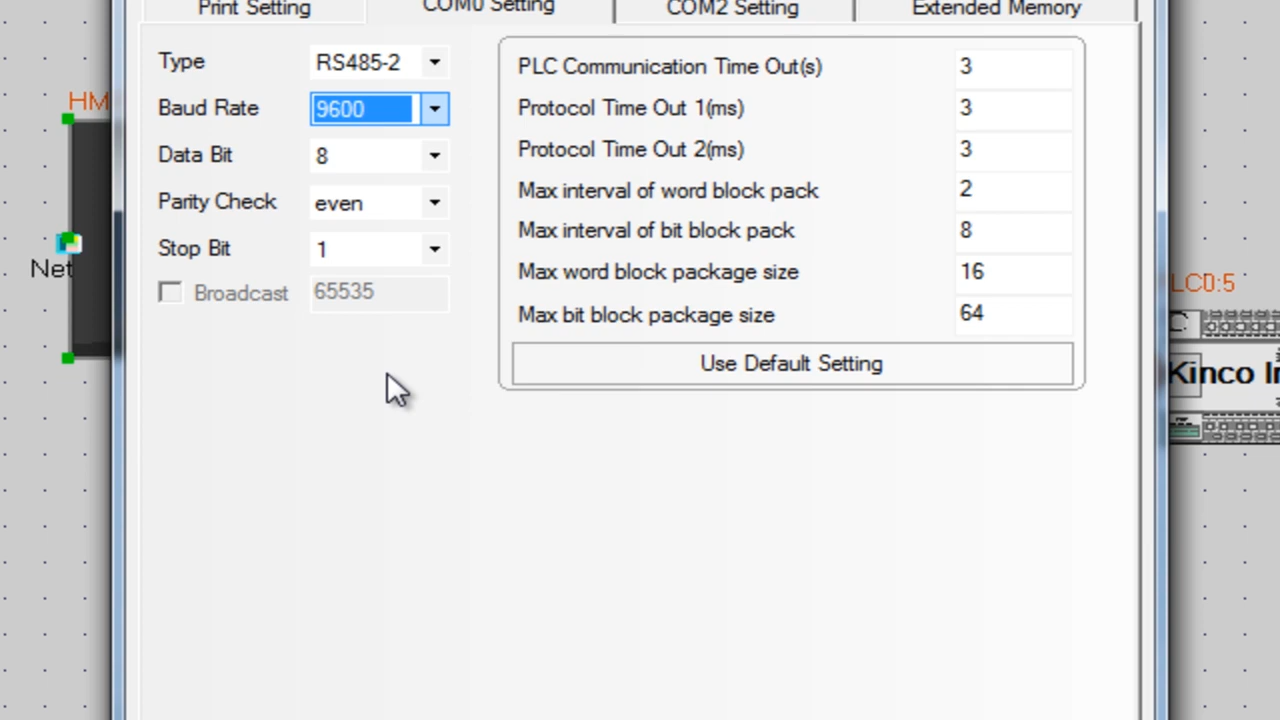 Print Setting
COM0 Setting
COM2 Setting
Extended Memory
Type
RS485-2
Baud Rate
9600
Data Bit
8
Parity Check
even
Stop Bit
1
Broadcast
65535
PLC Communication Time Out(s)
3
Protocol Time Out 1(ms)
3
Protocol Time Out 2(ms)
3
Max interval of word block pack
2
Max interval of bit block pack
8
Max word block package size
16
Max bit block package size
64
Use Default Setting
HM
Net
LC0:5
Kinco